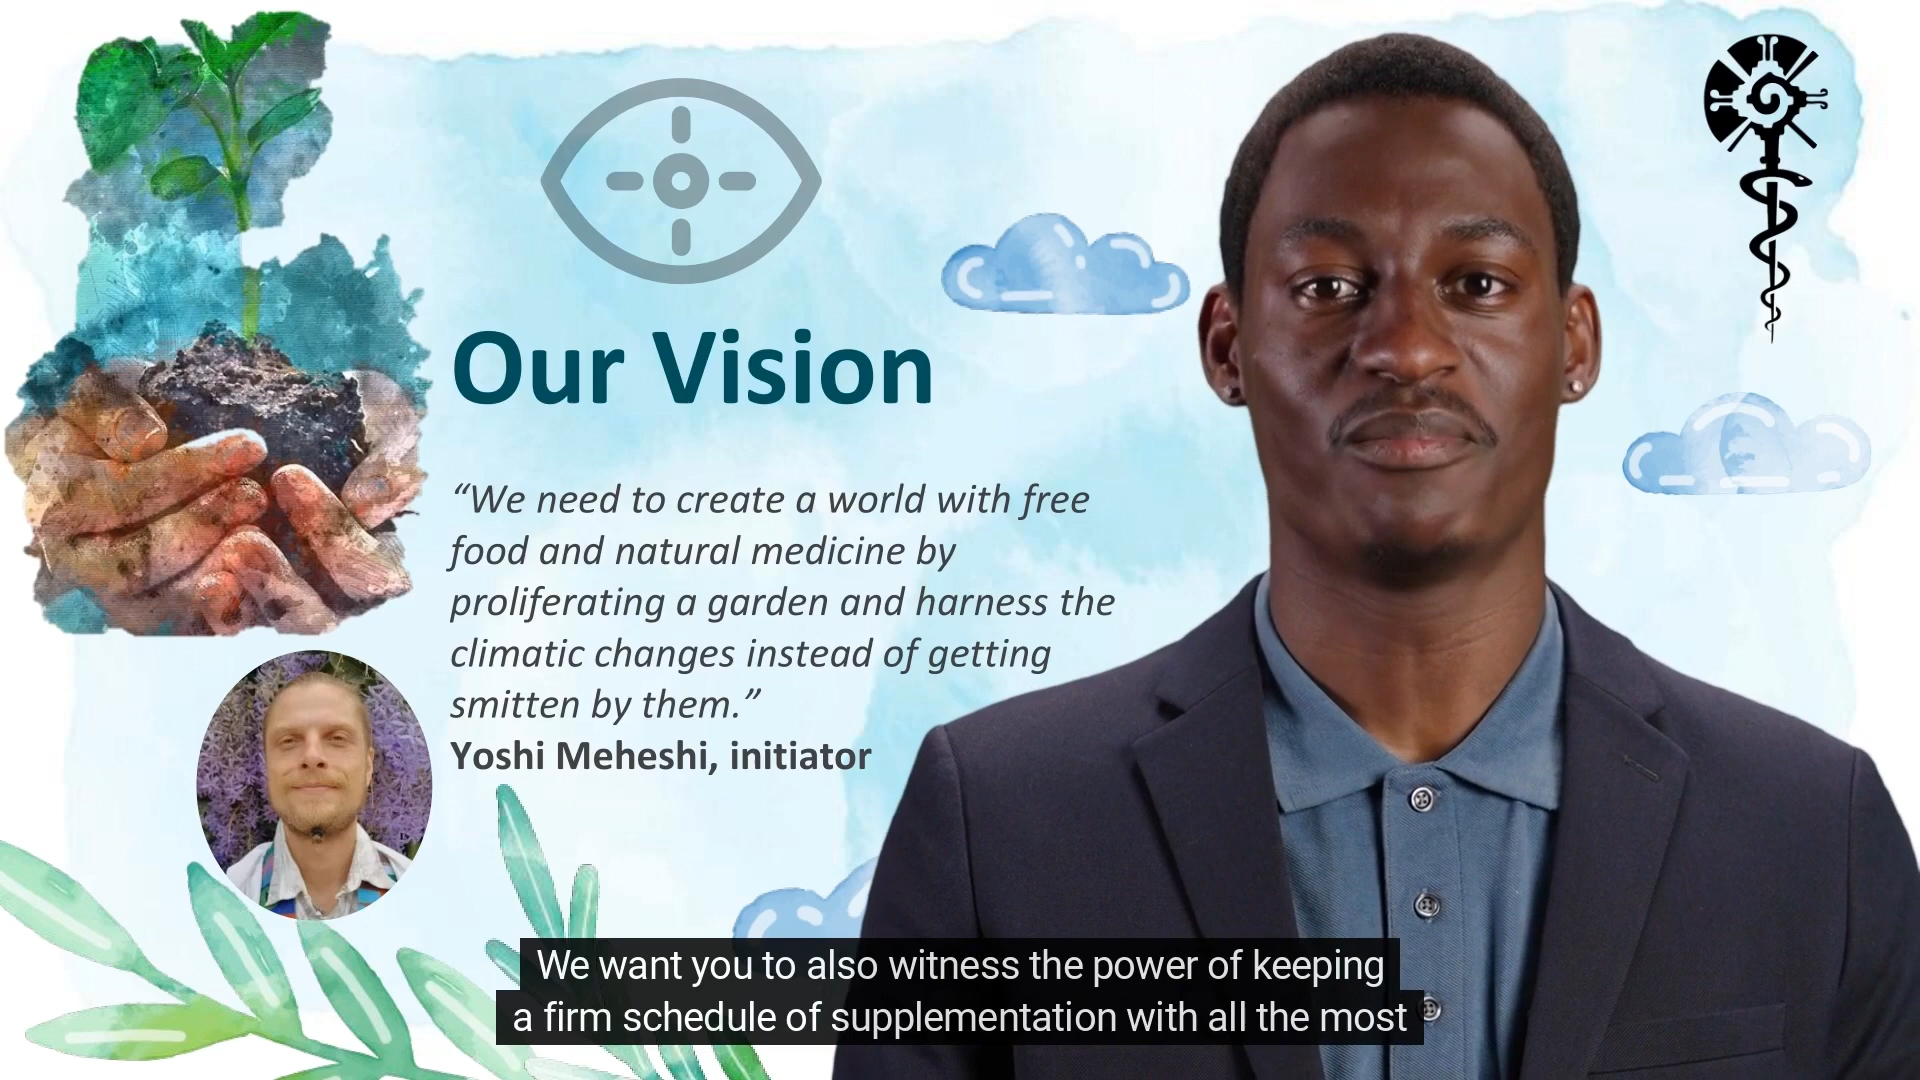 Our Vision
“We need to create a world with free
food and natural medicine by
proliferating a garden and harness the
climatic changes instead of getting
smitten by them.”
Yoshi Meheshi, initiator
We want you to also witness the power of keeping
a firm schedule of supplementation with all the most